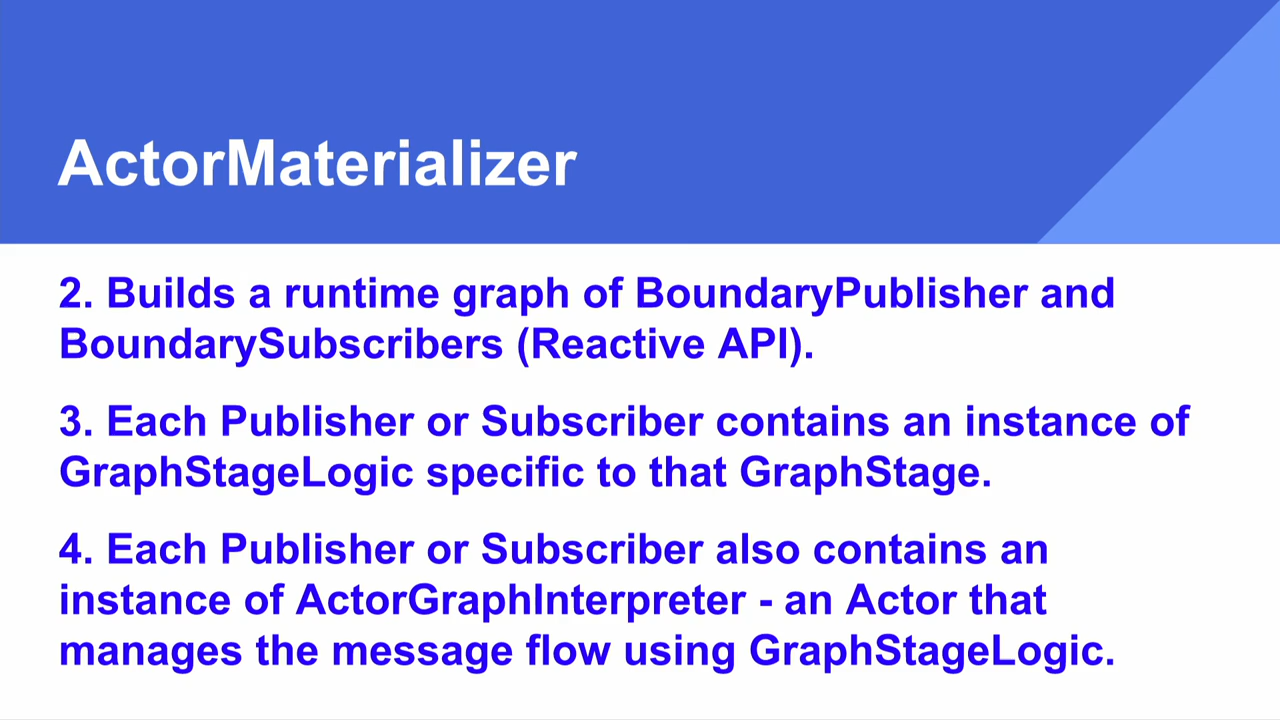 ActorMaterializer
2. Builds a runtime graph of BoundaryPublisher and
BoundarySubscribers (Reactive API).
3. Each Publisher or Subscriber contains an instance of
GraphStageLogic specific to that GraphStage.
4. Each Publisher or Subscriber also contains an
instance of ActorGraphInterpreter - an Actor that
manages the message flow using GraphStageLogic.